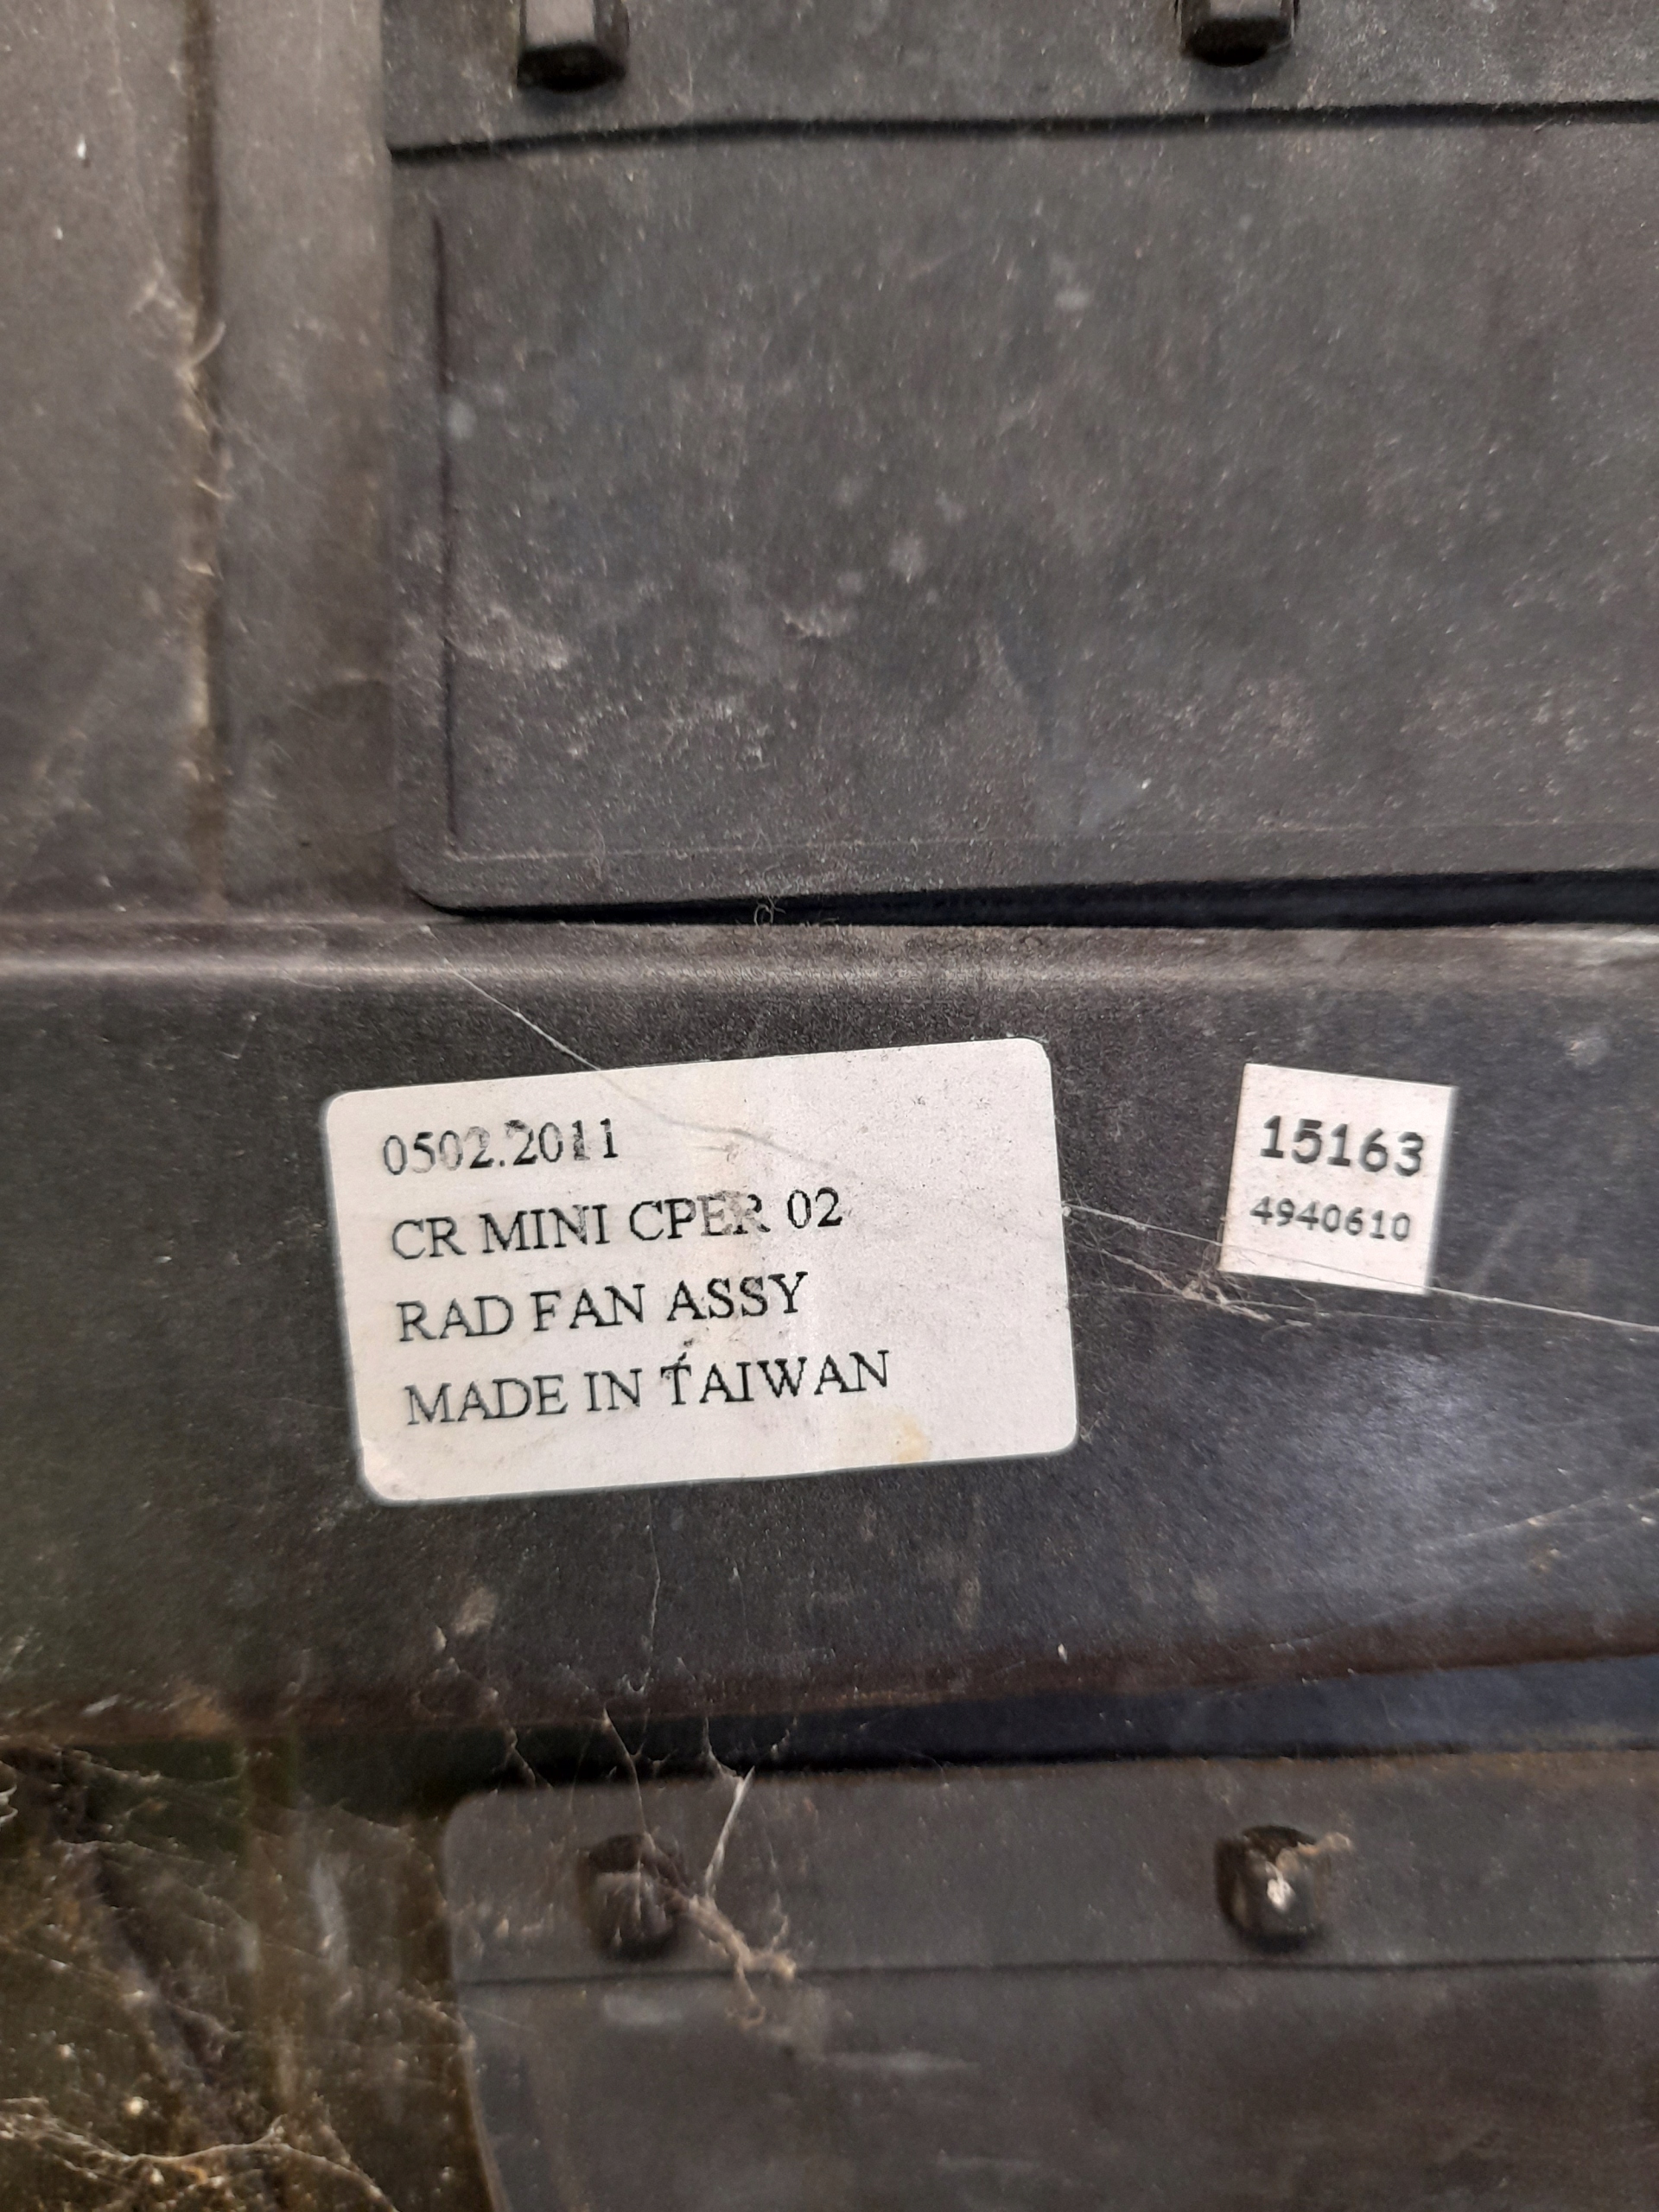 0502.2011
CR MINI CPER 02
RAD FAN ASSY
MADE IN TAIWAN
15163
4940610